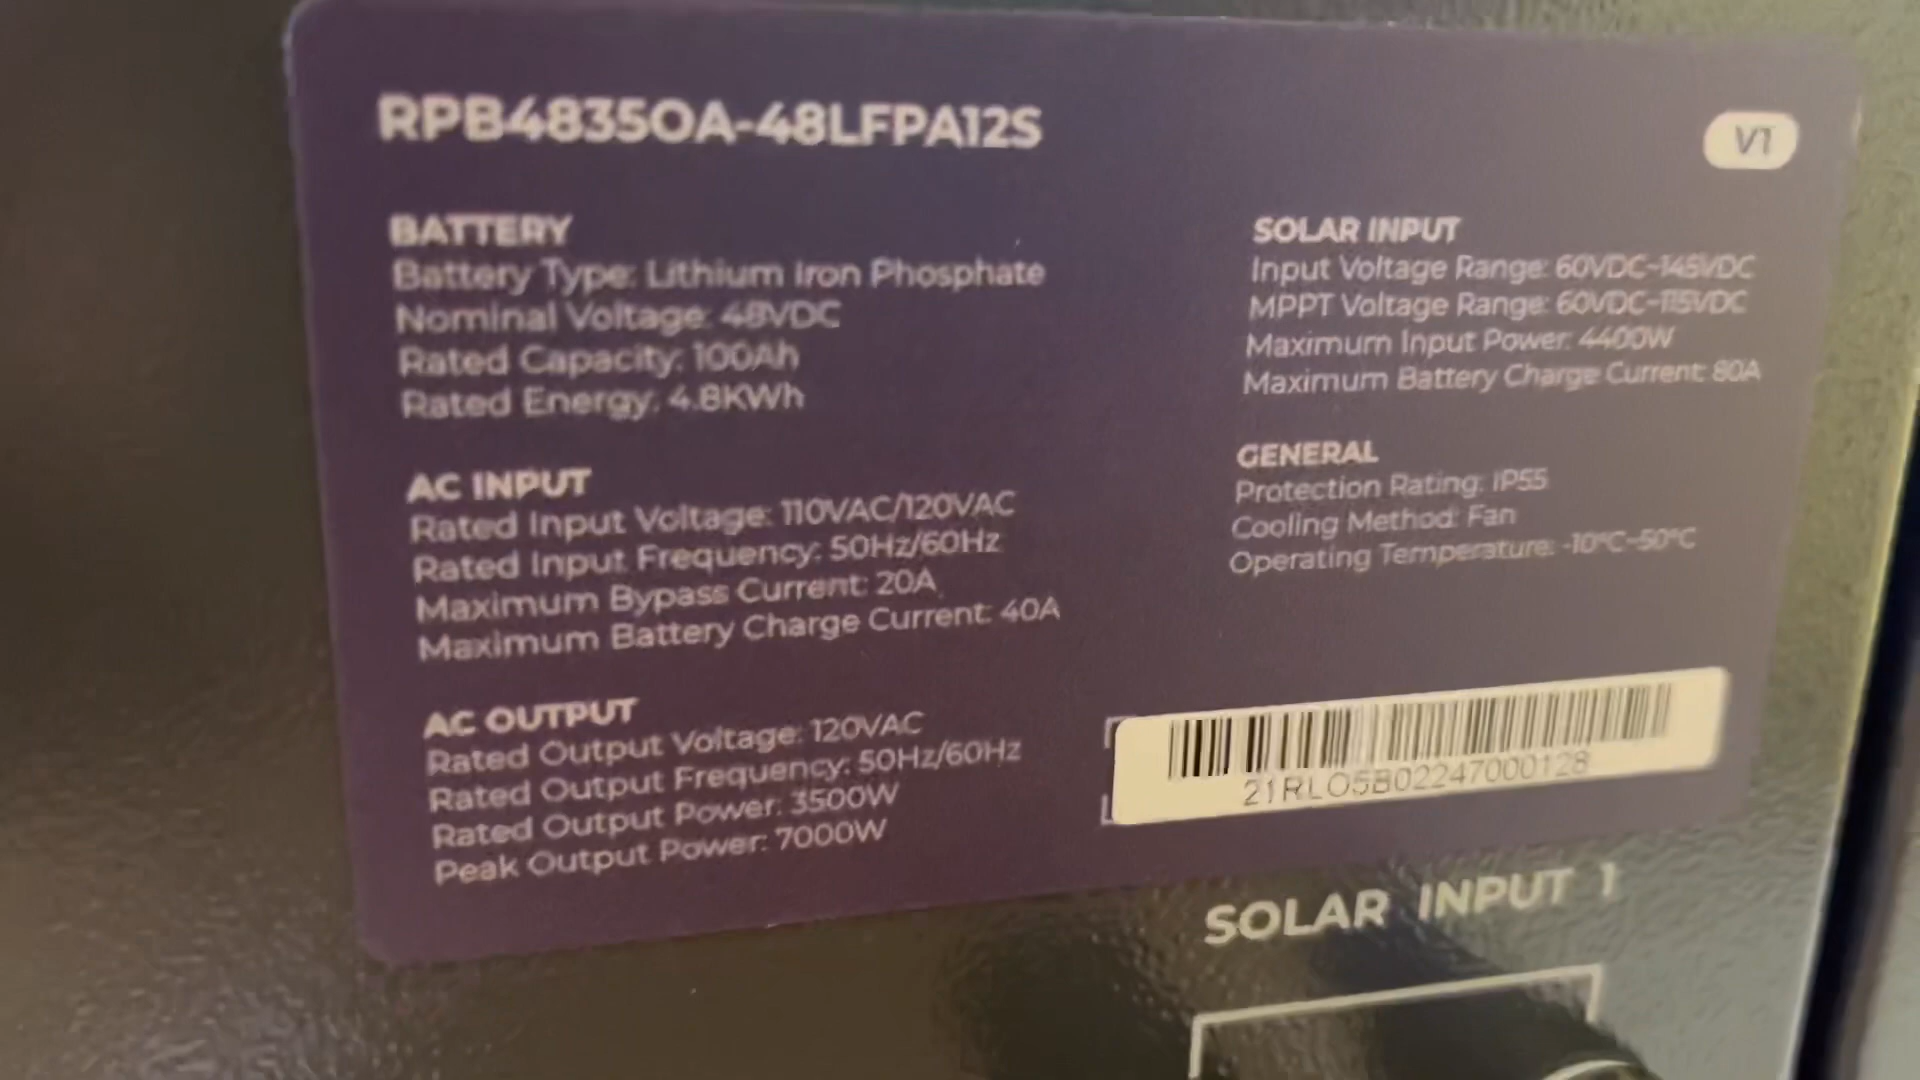 RPB48350A-48LFPA12S
V1
BATTERY
Battery Type: Lithium Iron Phosphate
Nominal Voltage: 48VDC
Rated Capacity: 100Ah
Rated Energy: 4.8KWh
AC INPUT
Rated Input Voltage: 110VAC/120VAC
Rated Input Frequency: 50Hz/60Hz
Maximum Bypass Current: 20A
Maximum Battery Charge Current: 40A
AC OUTPUT
Rated Output Voltage: 120VAC
Rated Output Frequency: 50Hz/60Hz
Rated Output Power: 3500W
Peak Output Power: 7000W
SOLAR INPUT
Input Voltage Range: 60VDC~145VDC
MPPT Voltage Range: 60VDC~115VDC
Maximum Input Power: 4400W
Maximum Battery Charge Current: 80A
GENERAL
Protection Rating: IP55
Cooling Method: Fan
Operating Temperature: -10°C~50°C
21RLO5B02247000128
SOLAR INPUT 1